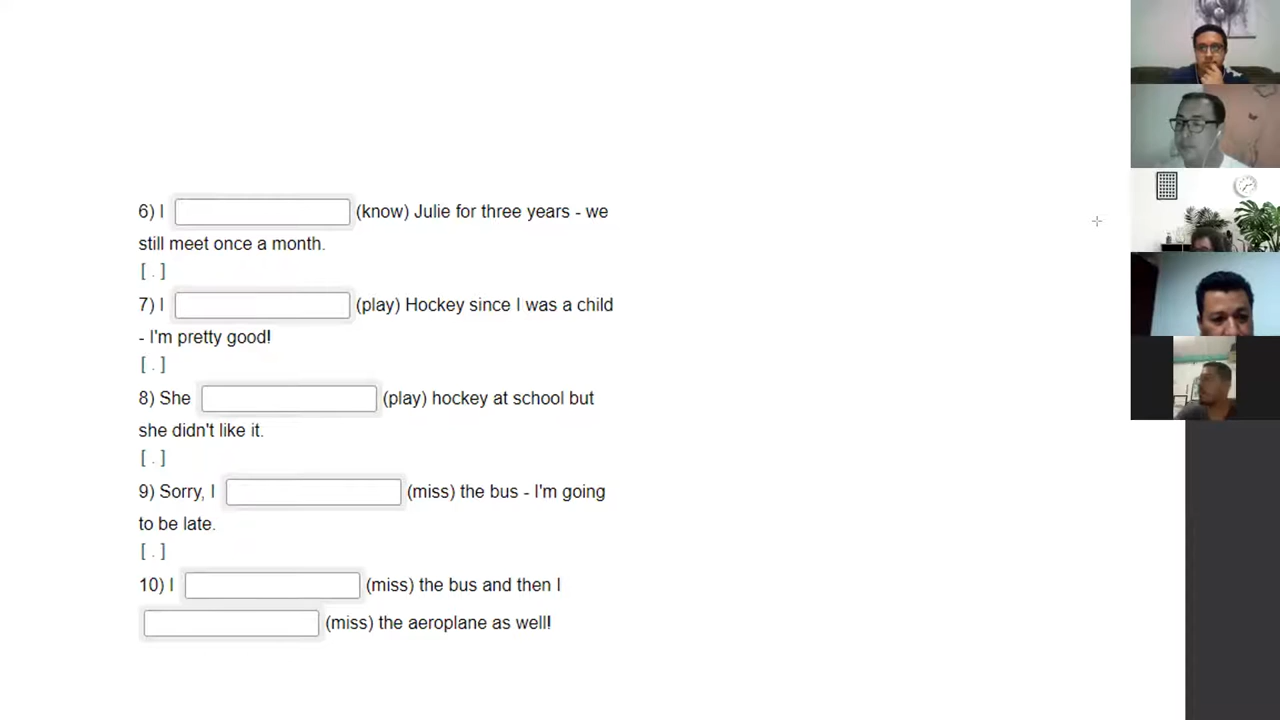 6) I (know) Julie for three years - we
still meet once a month.
[ . ]
7) I (play) Hockey since I was a child
- I'm pretty good!
[ . ]
8) She (play) hockey at school but
she didn't like it.
[ . ]
9) Sorry, I (miss) the bus - I'm going
to be late.
[ . ]
10) I (miss) the bus and then I
(miss) the aeroplane as well!